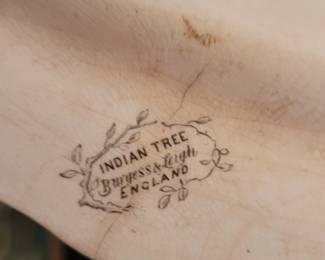 INDIAN TREE
Burgess & Leigh
ENGLAND